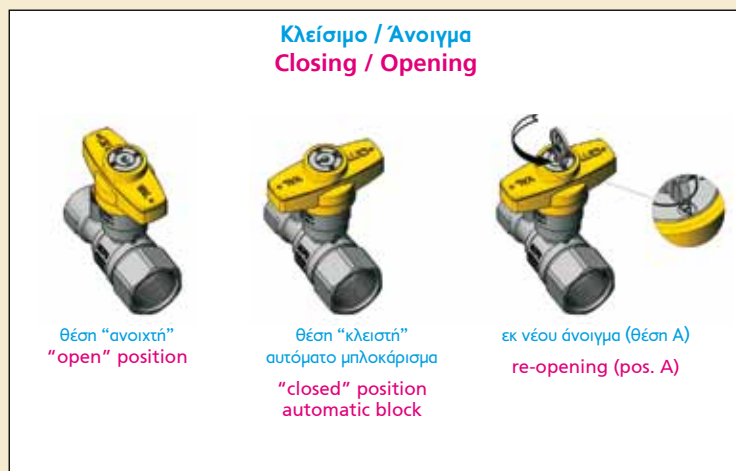 Κλείσιμο / Άνοιγμα
Closing / Opening
θέση “ανοιχτή”
“open” position
θέση “κλειστή”
αυτόματο μπλοκάρισμα
“closed” position
automatic block
εκ νέου άνοιγμα (θέση A)
re-opening (pos. A)